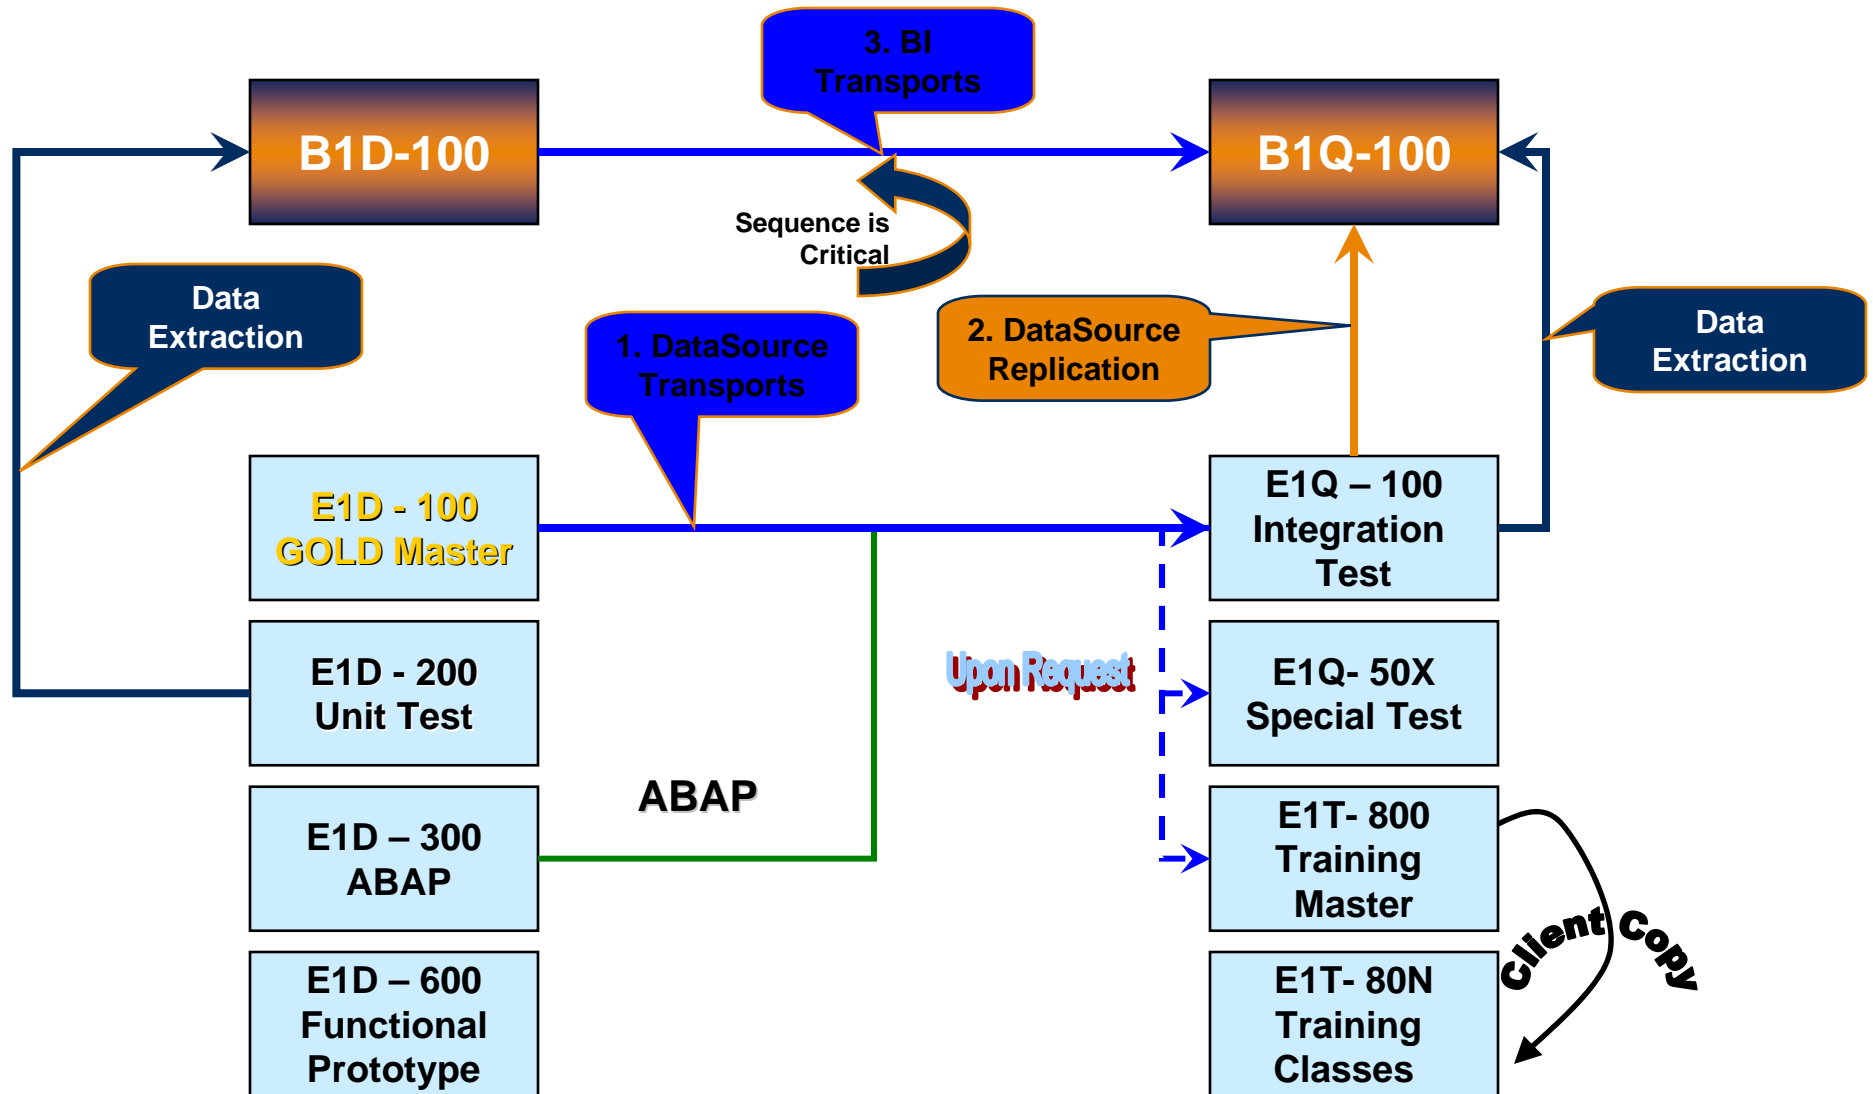 3. BI
Transports
B1D-100
B1Q-100
Sequence is
Critical
Data
Extraction
1. DataSource
Transports
2. DataSource
Replication
Data
Extraction
E1D - 100
GOLD Master
E1Q – 100
Integration
Test
E1D - 200
Unit Test
Upon Request
E1Q- 50X
Special Test
ABAP
E1D – 300
ABAP
E1T- 800
Training
Master
Client Copy
E1D – 600
Functional
Prototype
E1T- 80N
Training
Classes